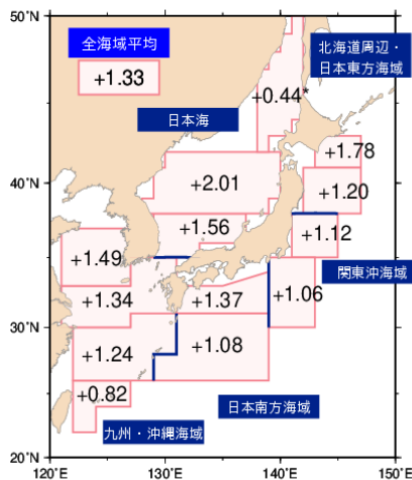 50°N
全海域平均
+1.33
北海道周辺・
日本東方海域
+0.44*
日本海
+1.78
40°N
+2.01
+1.20
+1.56
+1.12
+1.49
関東沖海域
+1.34
+1.37
+1.06
30°N
+1.24
+1.08
+0.82
日本南方海域
九州・沖縄海域
20°N
120°E
130°E
140°E
150°E